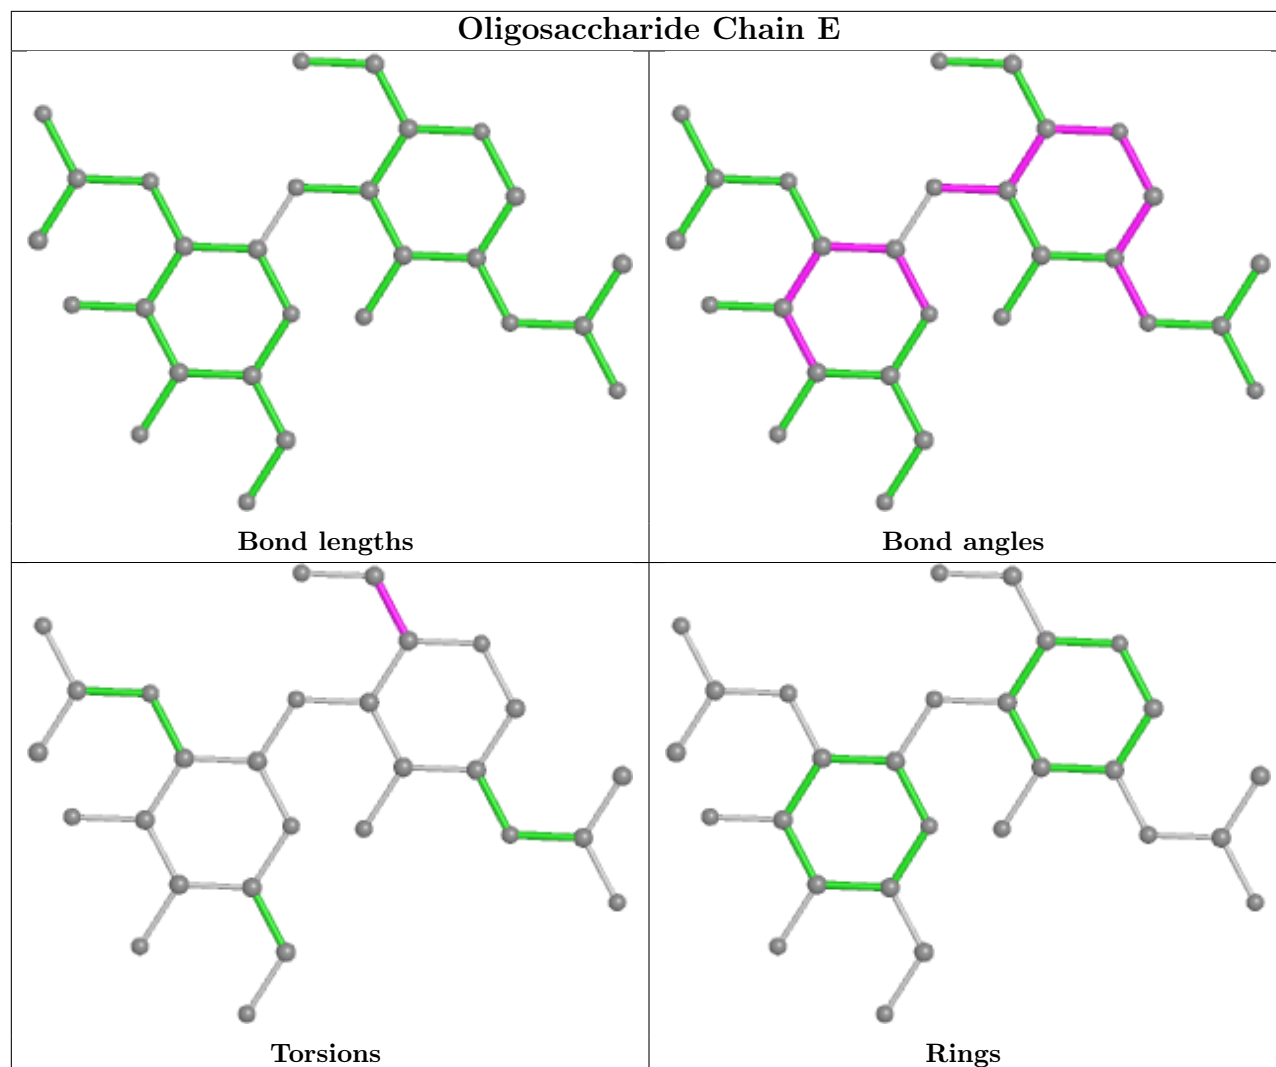 Oligosaccharide Chain E
Bond lengths
Bond angles
Torsions
Rings